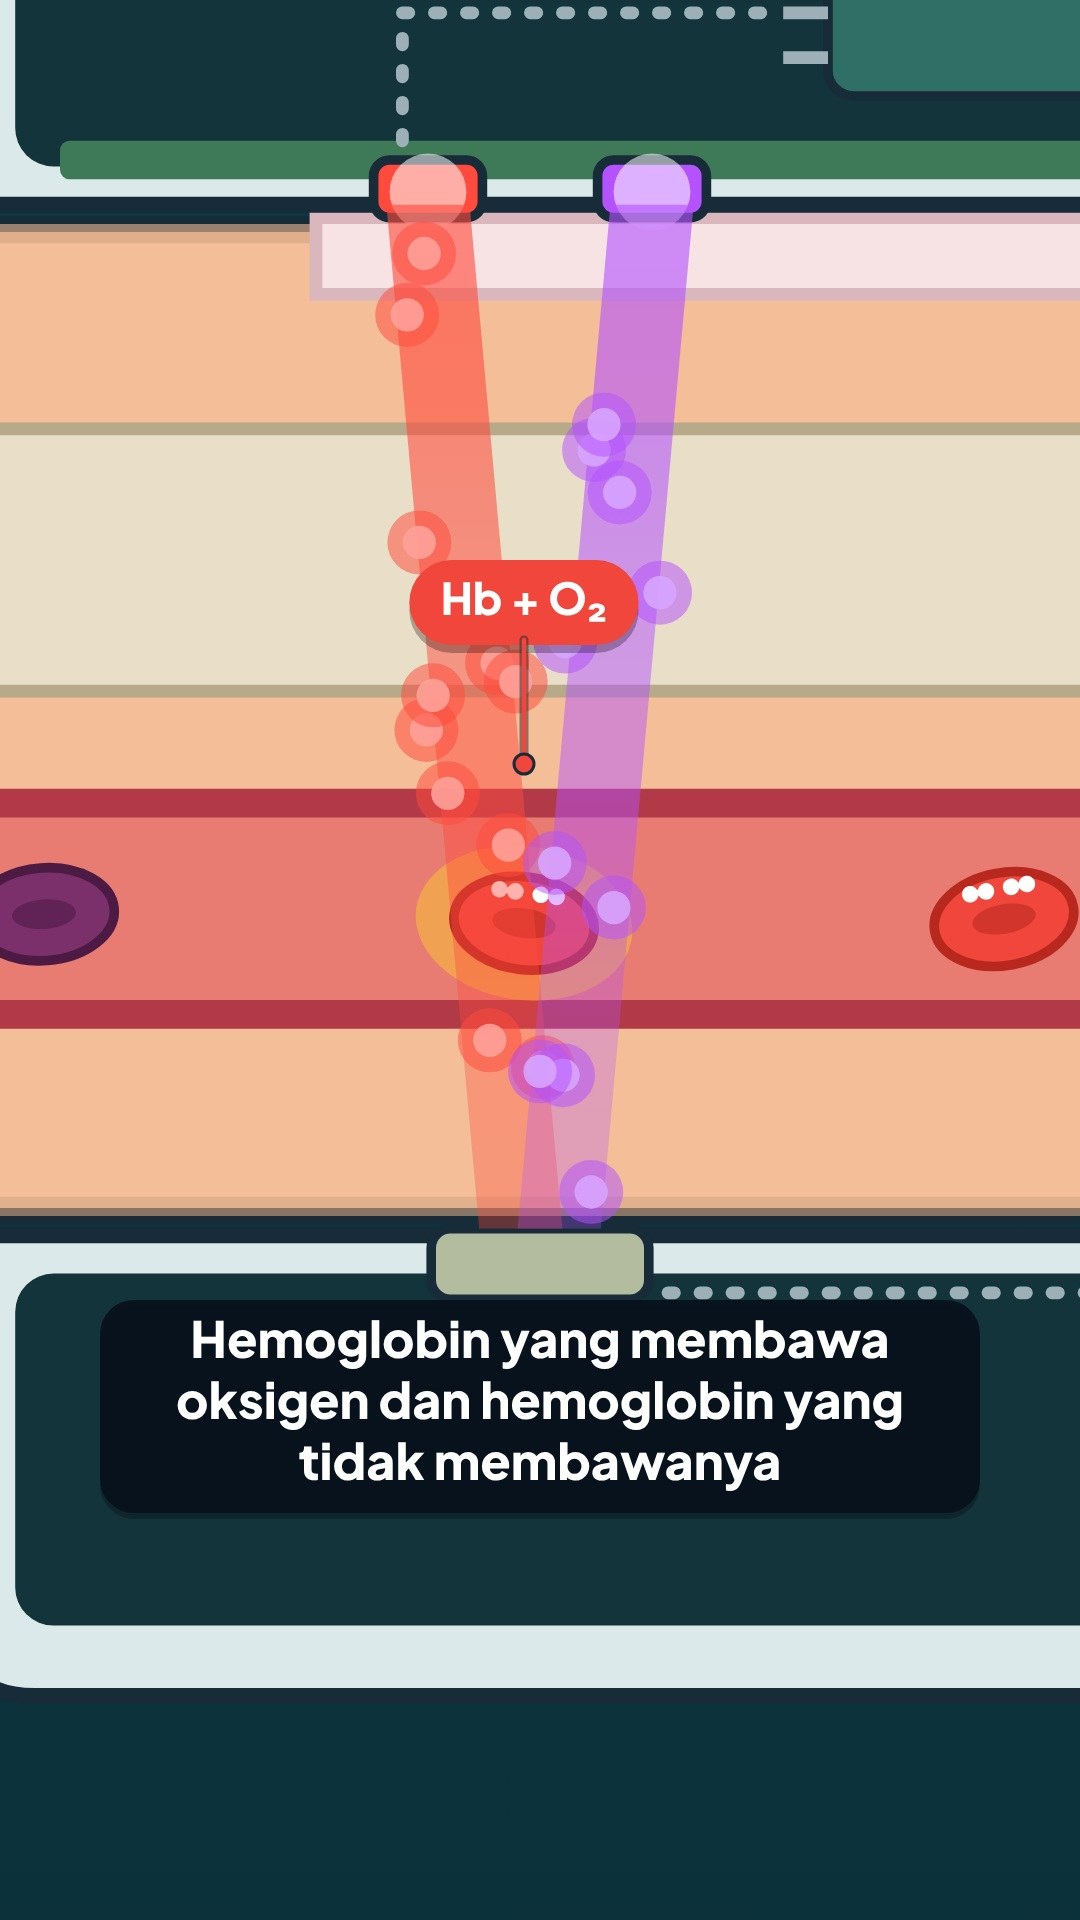 Hb + O₂
Hemoglobin yang membawa
oksigen dan hemoglobin yang
tidak membawanya